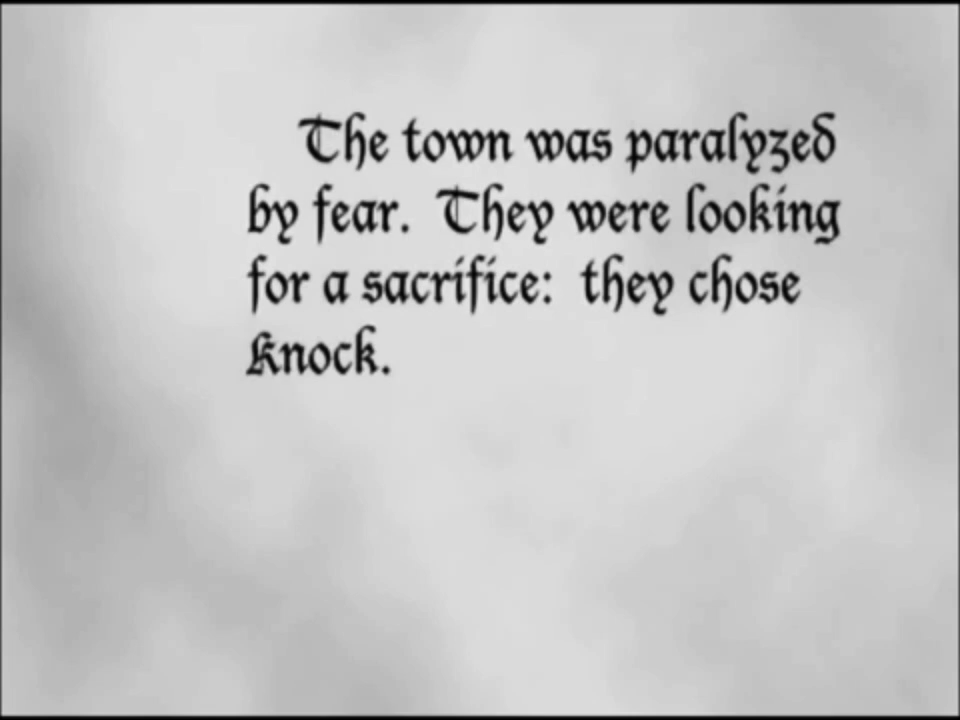 The town was paralyzed
by fear. They were looking
for a sacrifice: they chose
Knock.